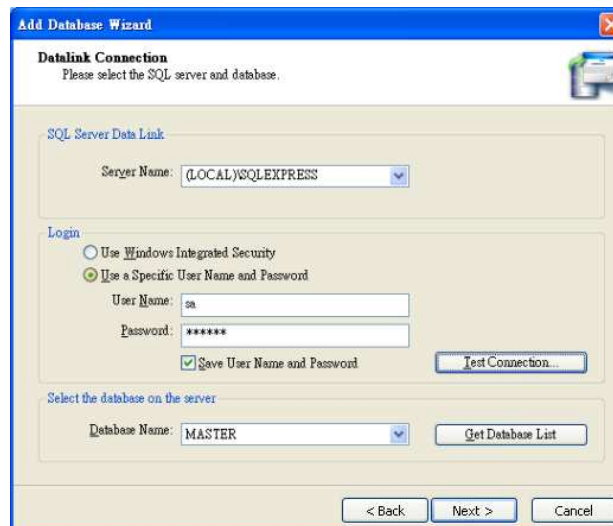 Add Database Wizard
Datalink Connection
Please select the SQL server and database.
SQL Server Data Link
Server Name: (LOCAL)\SQLEXPRESS
Login
Use Windows Integrated Security
Use a Specific User Name and Password
User Name: sa
Password: ******
Save User Name and Password Test Connection...
Select the database on the server
Database Name: MASTER Get Database List
< Back Next > Cancel